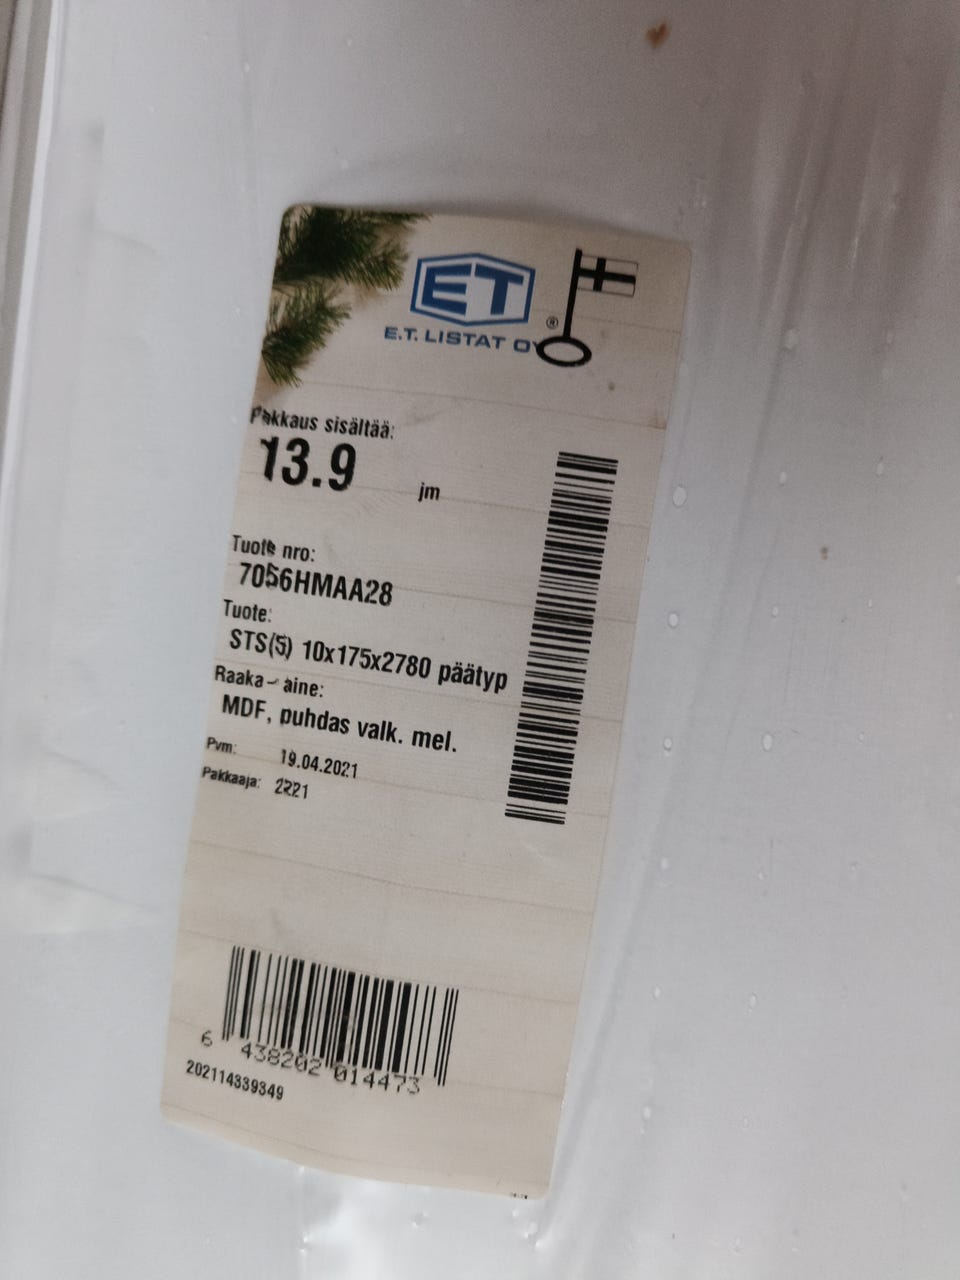 ET
®
E.T. LISTAT OY
Pakkaus sisältää:
13.9 jm
Tuote nro:
7056HMAA28
Tuote:
STS(5) 10x175x2780 päätyp
Raaka-aine:
MDF, puhdas valk. mel.
Pvm: 19.04.2021
Pakkaaja: 2221
6 438202 014473
202114339349